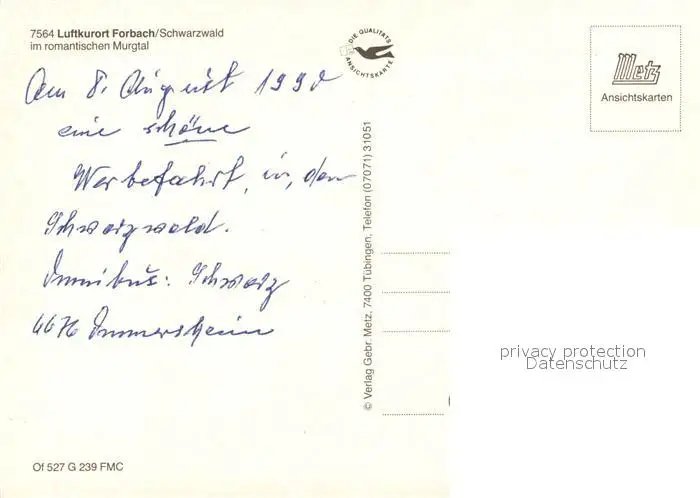 7564 Luftkurort Forbach/Schwarzwald
im romantischen Murgtal
Am 8. August 1990
eine schöne
Werbefahrt, in, den
Schwarzwald.
Omnibus: Schwarz
Immersheim
Of 527 G 239 FMC
DIE QUALITÄTS
ANSICHTSKARTE
© Verlag Gebr. Metz, 7400 Tübingen, Telefon (07071) 31051
Metz
Ansichtskarten
privacy protection
Datenschutz